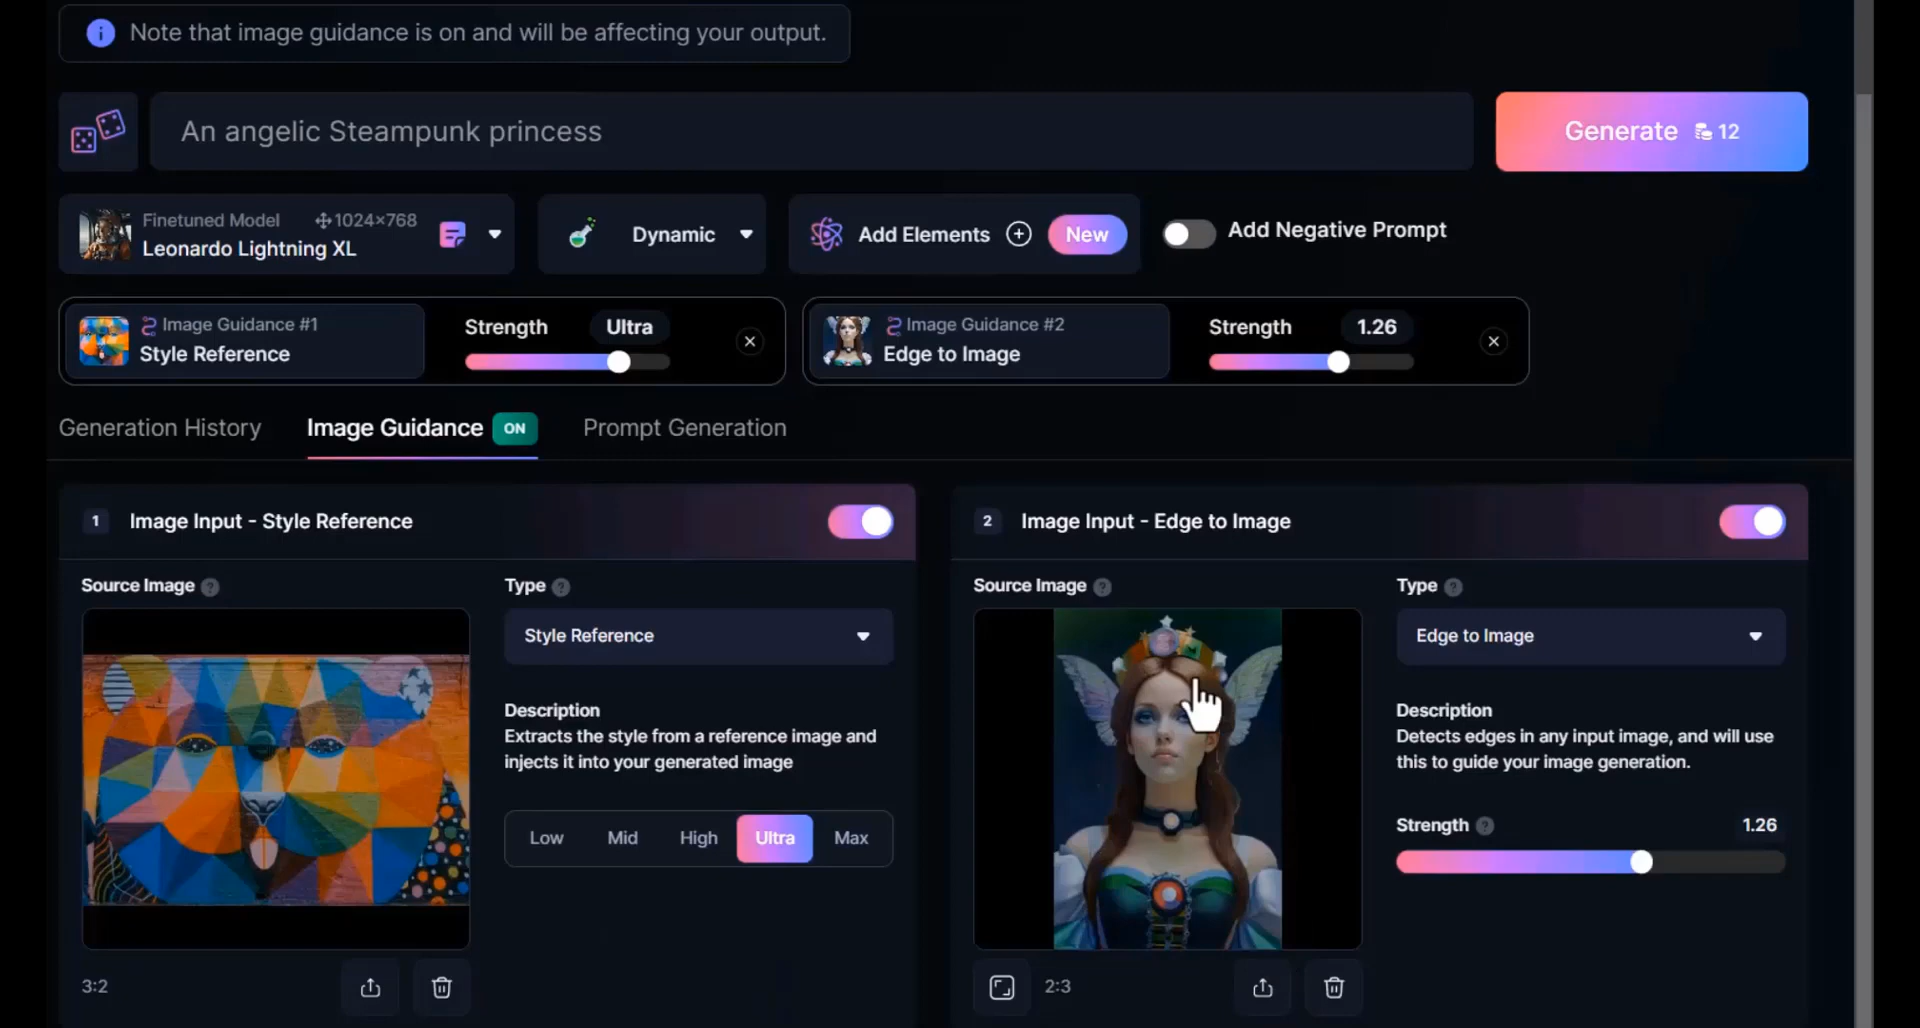 Note that image guidance is on and will be affecting your output.
An angelic Steampunk princess
Generate 12
Finetuned Model 1024×768
Leonardo Lightning XL
Dynamic
Add Elements
New
Add Negative Prompt
Image Guidance #1
Style Reference
Strength Ultra
Image Guidance #2
Edge to Image
Strength 1.26
Generation History
Image Guidance ON
Prompt Generation
1 Image Input - Style Reference
Source Image ?
Type ?
Style Reference
Description
Extracts the style from a reference image and
injects it into your generated image
Low Mid High Ultra Max
3:2
2 Image Input - Edge to Image
Source Image ?
Type ?
Edge to Image
Description
Detects edges in any input image, and will use
this to guide your image generation.
Strength ? 1.26
2:3